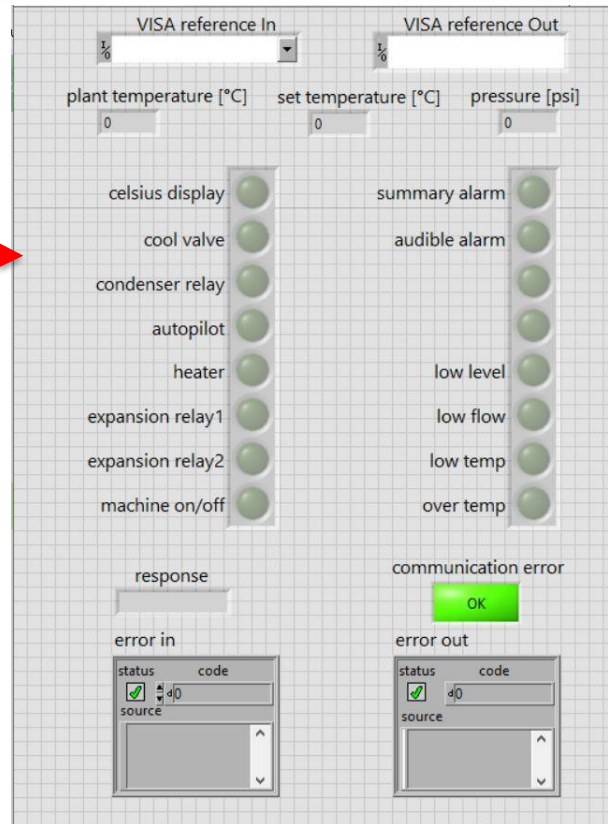 VISA reference In
VISA reference Out
I/O
I/O
plant temperature [°C]
set temperature [°C]
pressure [psi]
0
0
0
celsius display
summary alarm
cool valve
audible alarm
condenser relay
autopilot
heater
low level
expansion relay1
low flow
expansion relay2
low temp
machine on/off
over temp
response
communication error
OK
error in
error out
status
code
status
code
d
0
d
0
source
source